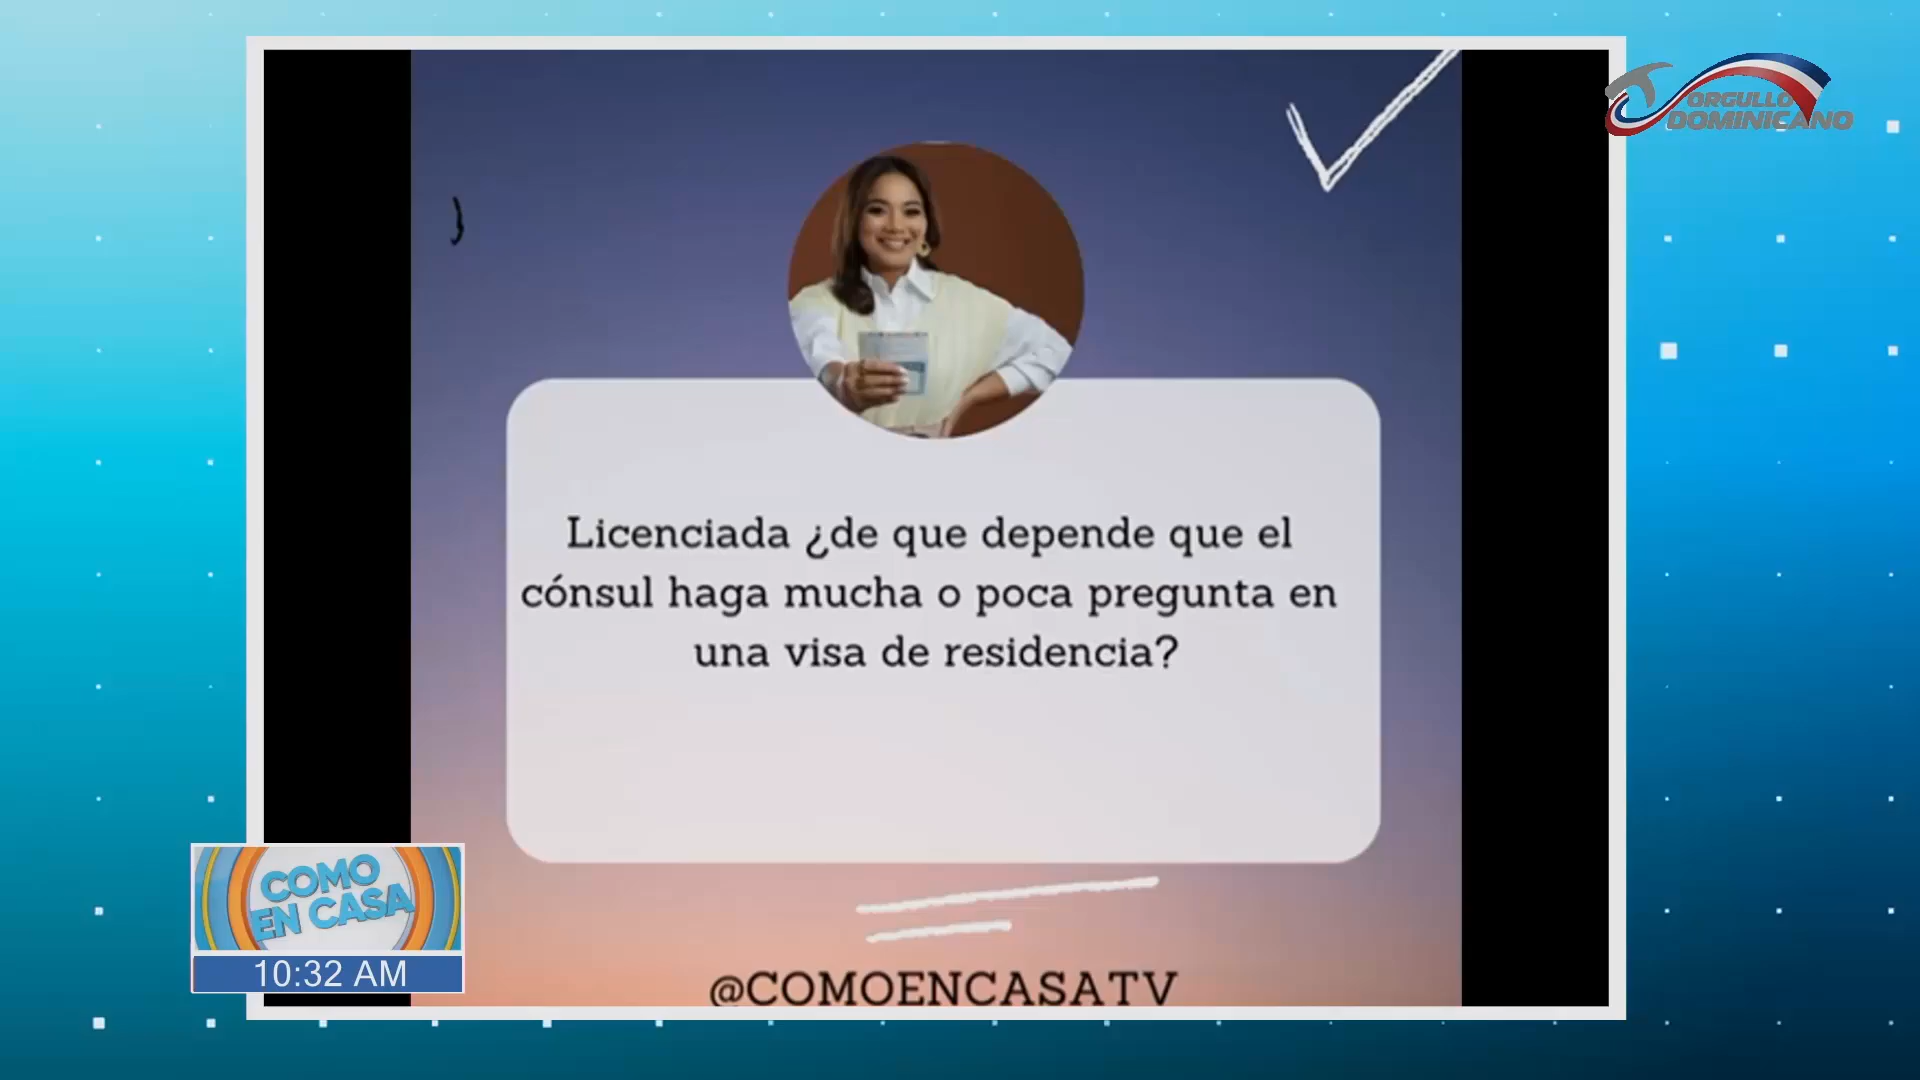 ORGULLO
DOMINICANO
Licenciada ¿de que depende que el
cónsul haga mucha o poca pregunta en
una visa de residencia?
COMO
EN CASA
10:32 AM
@COMOENCASATV